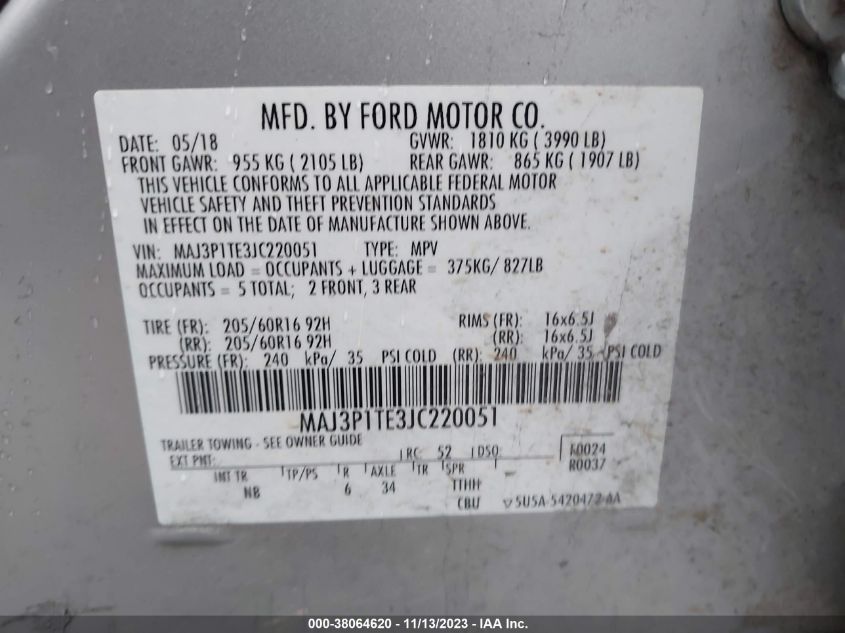 MFD. BY FORD MOTOR CO.
DATE: 05/18 GVWR: 1810 KG ( 3990 LB)
FRONT GAWR: 955 KG ( 2105 LB) REAR GAWR: 865 KG ( 1907 LB)
THIS VEHICLE CONFORMS TO ALL APPLICABLE FEDERAL MOTOR
VEHICLE SAFETY AND THEFT PREVENTION STANDARDS
IN EFFECT ON THE DATE OF MANUFACTURE SHOWN ABOVE.
VIN: MAJ3P1TE3JC220051 TYPE: MPV
MAXIMUM LOAD = OCCUPANTS + LUGGAGE = 375KG/ 827LB
OCCUPANTS = 5 TOTAL; 2 FRONT, 3 REAR
TIRE (FR): 205/60R16 92H RIMS (FR): 16x6.5J
(RR): 205/60R16 92H (RR): 16x6.5J
PRESSURE (FR): 240 kPa/ 35 PSI COLD (RR): 240 kPa/ 35 PSI COLD
MAJ3P1TE3JC220051
TRAILER TOWING - SEE OWNER GUIDE
EXT PNT: RC: 52 DSO: R0037
INT TR TP/PS R AXLE TR SPR
NB 6 34 TTHH
CBU
000-38064620 - 11/13/2023 - IAA Inc.